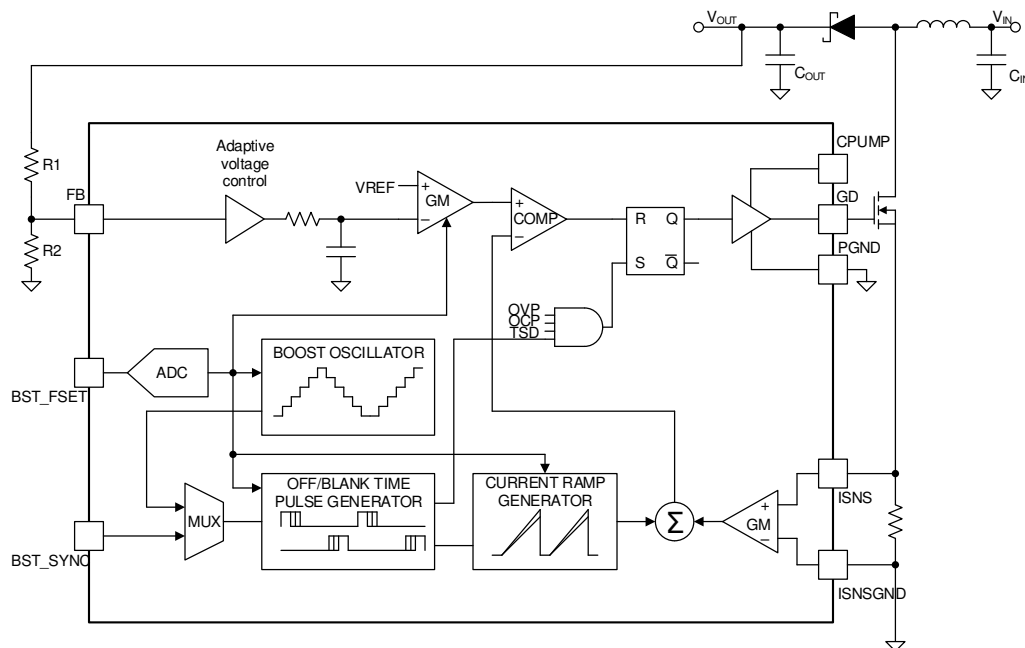 VOUT
VIN
COUT
CIN
CPUMP
R1
Adaptive
voltage
control
FB
VREF
+
GM
−
+
COMP
−
R Q
S Q
GD
R2
PGND
OVP
OCP
TSD
BOOST OSCILLATOR
ADC
BST_FSET
OFF/BLANK TIME
PULSE GENERATOR
CURRENT RAMP
GENERATOR
ISNS
MUX
Σ
+
GM
−
BST_SYNC
ISNSGND